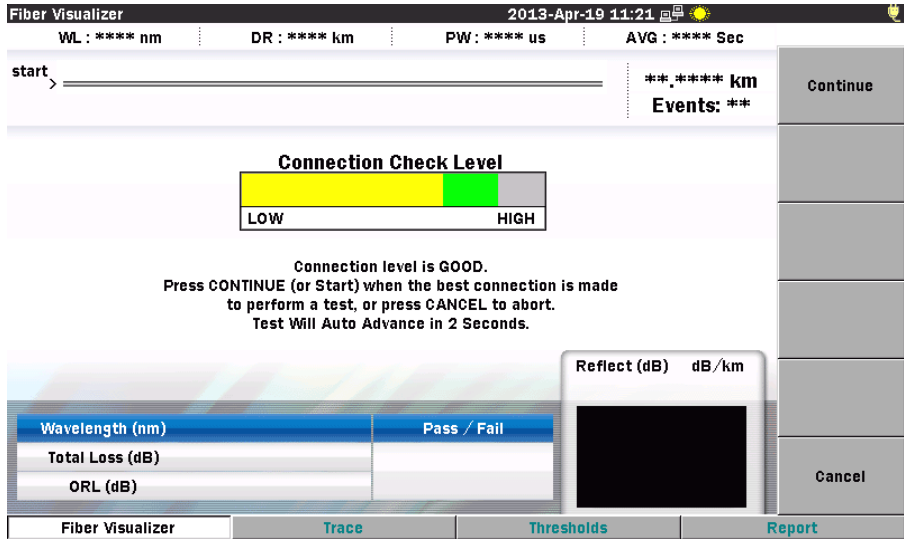 Fiber Visualizer 2013-Apr-19 11:21
WL : **** nm DR : **** km PW : **** us AVG : **** Sec
start
**.**** km
Events: **
Continue
Connection Check Level
LOW HIGH
Connection level is GOOD.
Press CONTINUE (or Start) when the best connection is made
to perform a test, or press CANCEL to abort.
Test Will Auto Advance in 2 Seconds.
Reflect (dB) dB/km
Wavelength (nm) Pass / Fail
Total Loss (dB)
ORL (dB)
Cancel
Fiber Visualizer Trace Thresholds Report